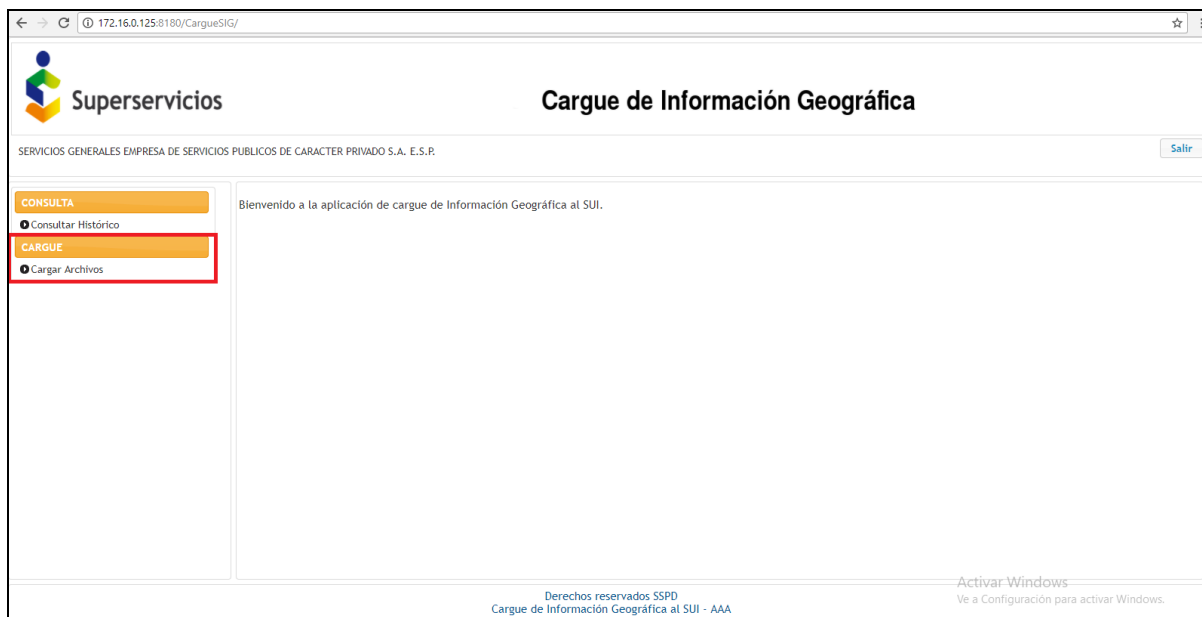 172.16.0.125:8180/CargueSIG/
Superservicios
Cargue de Información Geográfica
SERVICIOS GENERALES EMPRESA DE SERVICIOS PUBLICOS DE CARACTER PRIVADO S.A. E.S.P.
Salir
CONSULTA
Consultar Histórico
CARGUE
Cargar Archivos
Bienvenido a la aplicación de cargue de Información Geográfica al SUI.
Activar Windows
Ve a Configuración para activar Windows.
Derechos reservados SSPD
Cargue de Información Geográfica al SUI - AAA